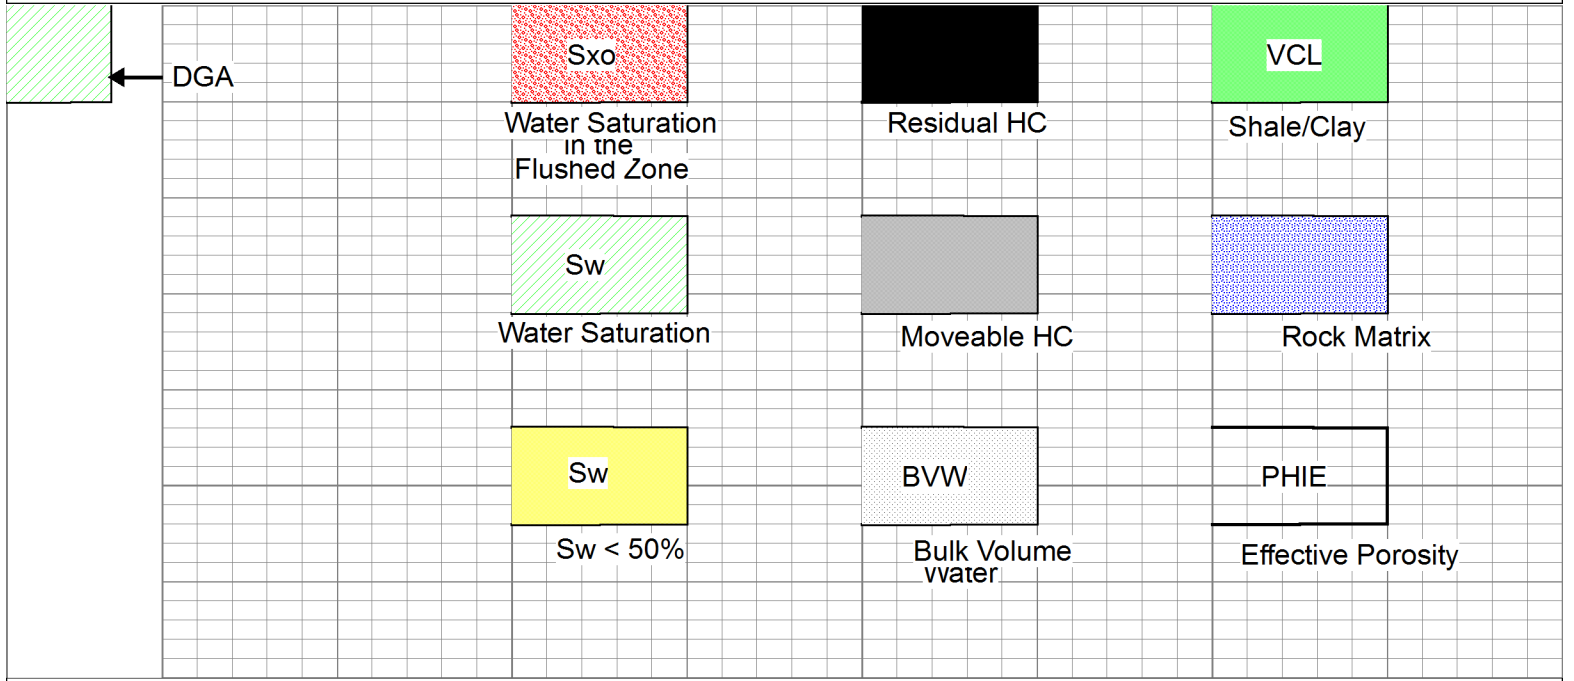 DGA
Sxo
Water Saturation
in the
Flushed Zone
Residual HC
VCL
Shale/Clay
Sw
Water Saturation
Moveable HC
Rock Matrix
Sw
Sw < 50%
BVW
Bulk Volume
Water
PHIE
Effective Porosity